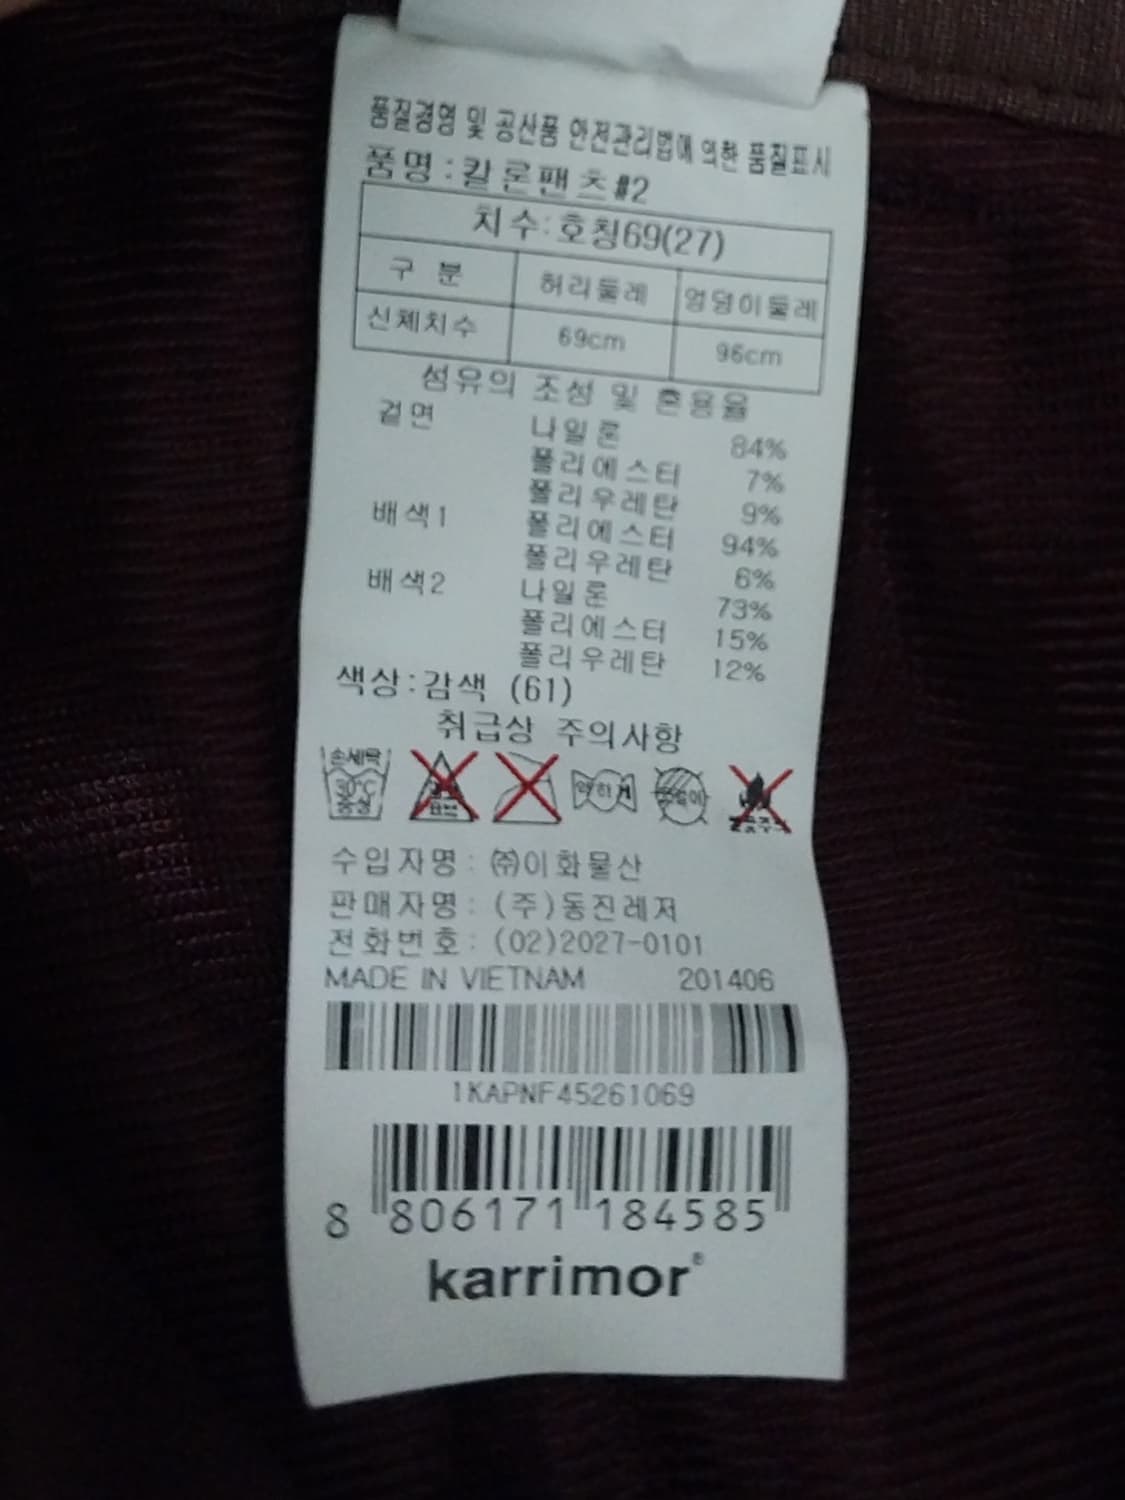 품질경영 및 공산품 안전관리법에 의한 품질표시
품명 : 칼론팬츠#2
치수: 호칭69(27)
구 분 허리둘레 엉덩이둘레
신체치수 69cm 96cm
섬유의 조성 및 혼용율
겉면 나일론 84%
폴리에스터 7%
폴리우레탄 9%
배색1 폴리에스터 94%
폴리우레탄 6%
배색2 나일론 73%
폴리에스터 15%
폴리우레탄 12%
색상:감색 (61)
취급상 주의사항
손세탁 약하게
30℃
중성
수입자명 : ㈜이화물산
판매자명 : (주)동진레저
전화번호 : (02)2027-0101
MADE IN VIETNAM 201406
1KAPNF45261069
8 806171 184585
karrimor®